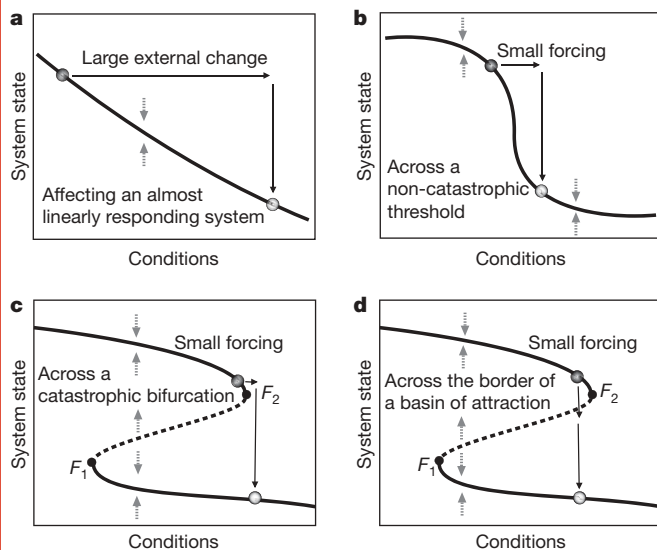 a
Large external change
Affecting an almost
linearly responding system
System state
Conditions
b
Small forcing
Across a
non-catastrophic
threshold
System state
Conditions
c
Small forcing
Across a
catastrophic bifurcation
F2
F1
System state
Conditions
d
Small forcing
Across the border of
a basin of attraction
F2
F1
System state
Conditions